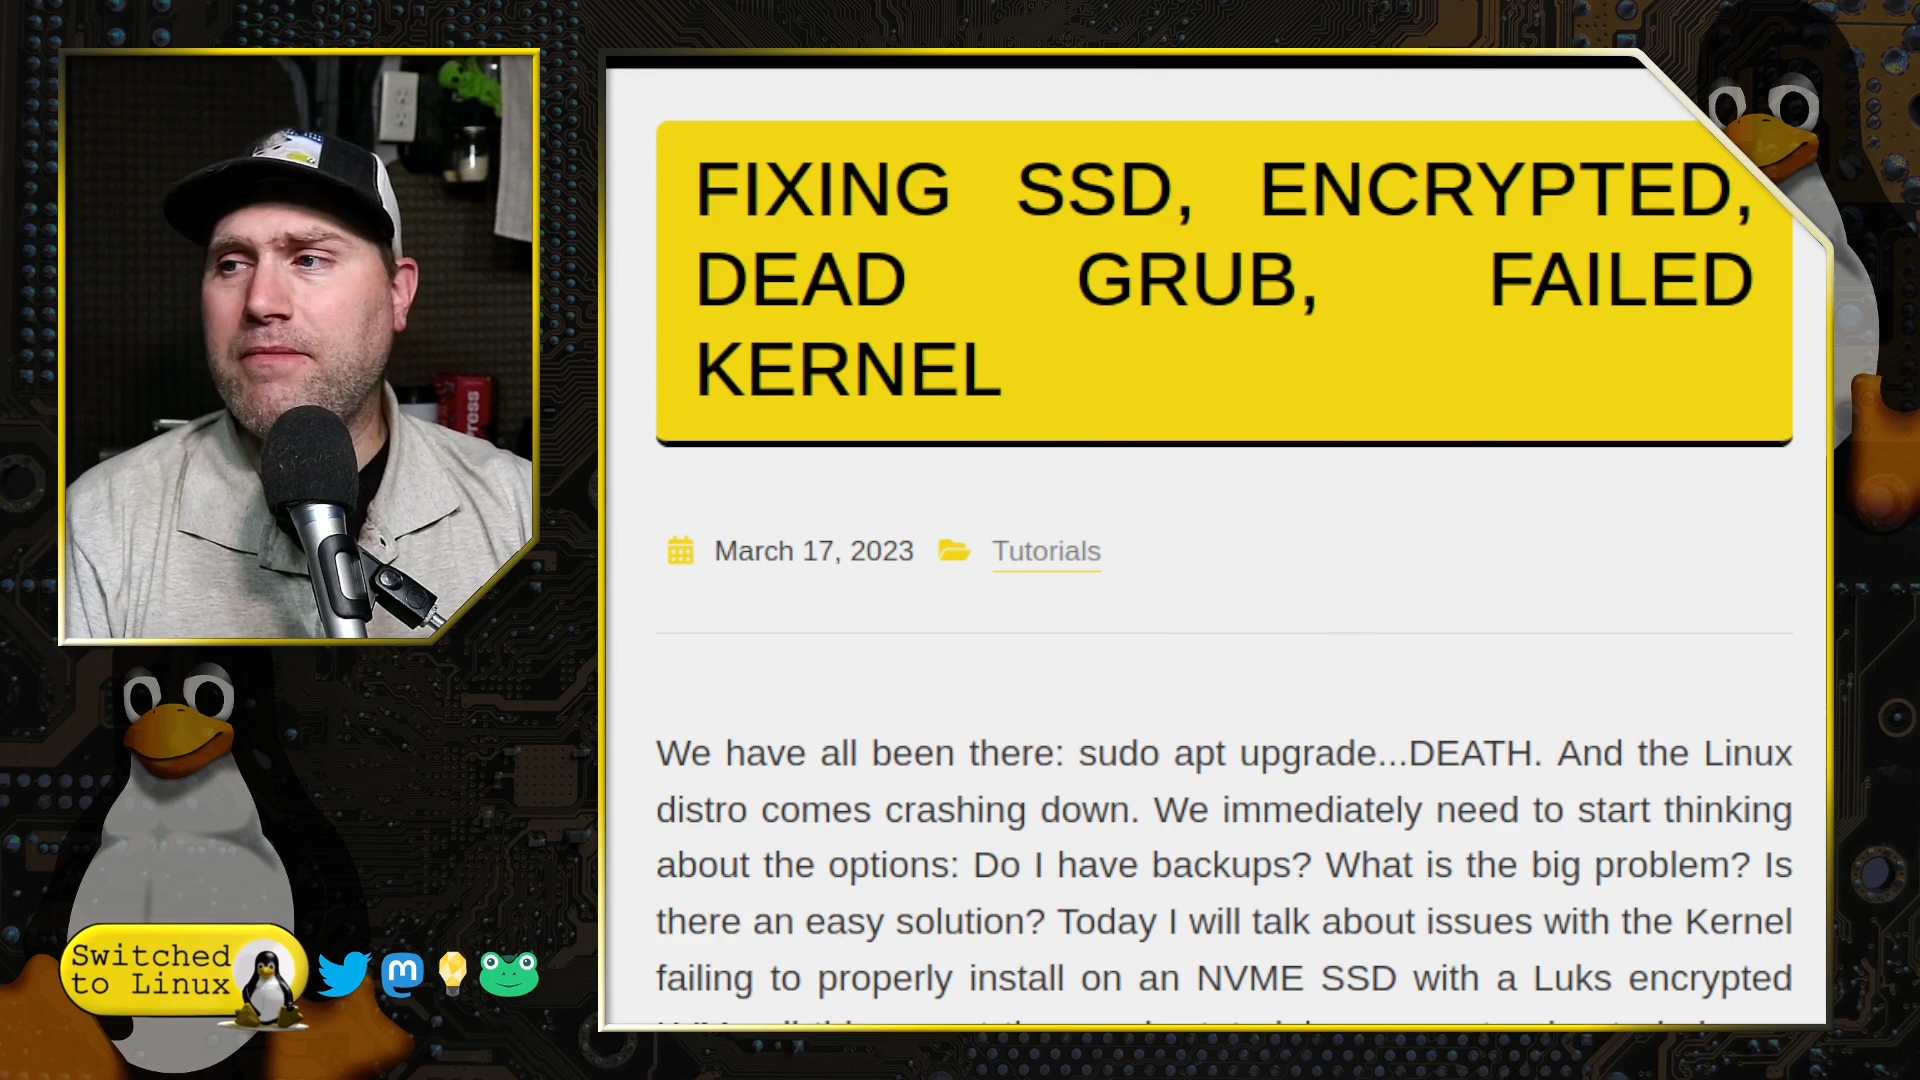 FIXING SSD, ENCRYPTED,
DEAD GRUB, FAILED
KERNEL
March 17, 2023 Tutorials
We have all been there: sudo apt upgrade...DEATH. And the Linux
distro comes crashing down. We immediately need to start thinking
about the options: Do I have backups? What is the big problem? Is
there an easy solution? Today I will talk about issues with the Kernel
failing to properly install on an NVME SSD with a Luks encrypted
Switched
to Linux